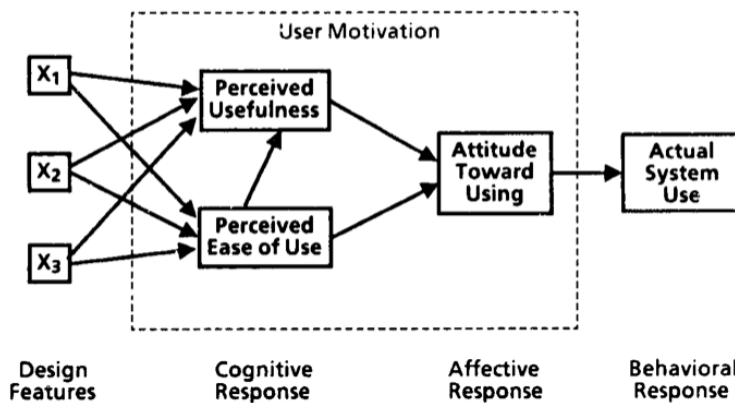 User Motivation
X1
X2
X3
Perceived
Usefulness
Perceived
Ease of Use
Attitude
Toward
Using
Actual
System
Use
Design
Features
Cognitive
Response
Affective
Response
Behavioral
Response